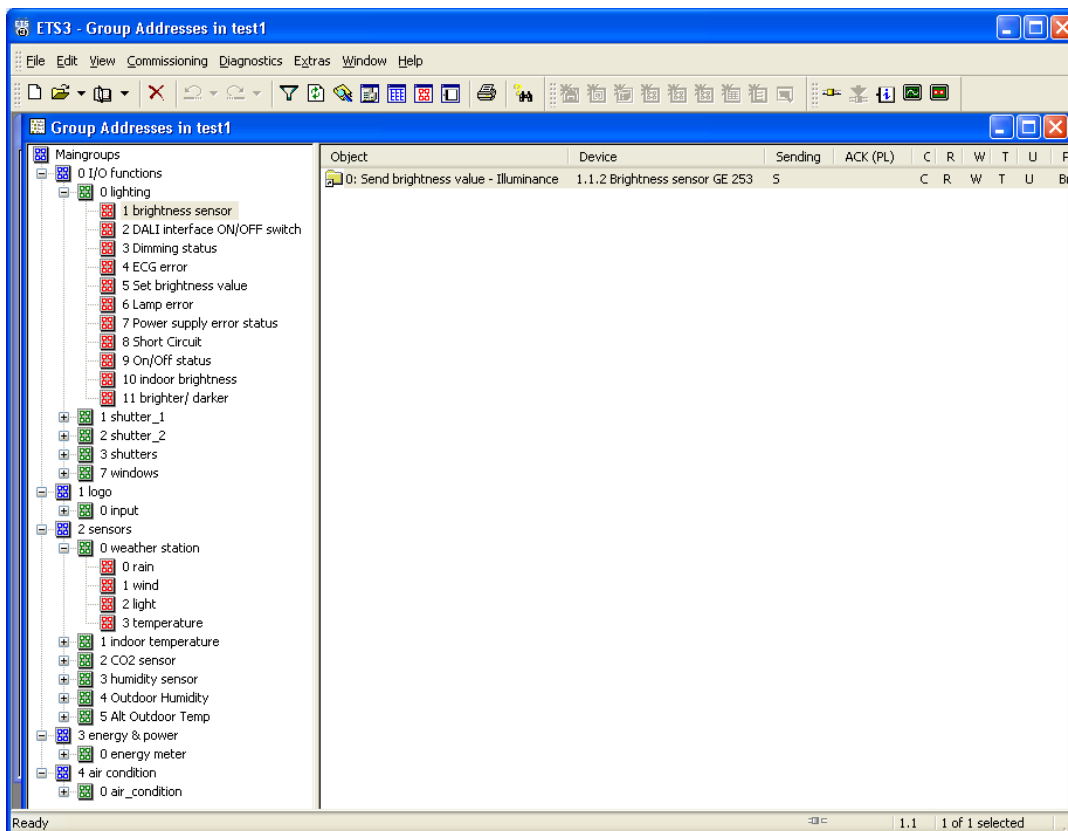 ETS3 - Group Addresses in test1
File Edit View Commissioning Diagnostics Extras Window Help
Group Addresses in test1
Maingroups
0 I/O functions
0 lighting
1 brightness sensor
2 DALI interface ON/OFF switch
3 Dimming status
4 ECG error
5 Set brightness value
6 Lamp error
7 Power supply error status
8 Short Circuit
9 On/Off status
10 indoor brightness
11 brighter/ darker
1 shutter_1
2 shutter_2
3 shutters
7 windows
1 logo
0 input
2 sensors
0 weather station
0 rain
1 wind
2 light
3 temperature
1 indoor temperature
2 CO2 sensor
3 humidity sensor
4 Outdoor Humidity
5 Alt Outdoor Temp
3 energy & power
0 energy meter
4 air condition
0 air_condition
Object Device Sending ACK (PL) C R W T U
0: Send brightness value - Illuminance 1.1.2 Brightness sensor GE 253 S C R W T U
Ready 1.1 1 of 1 selected